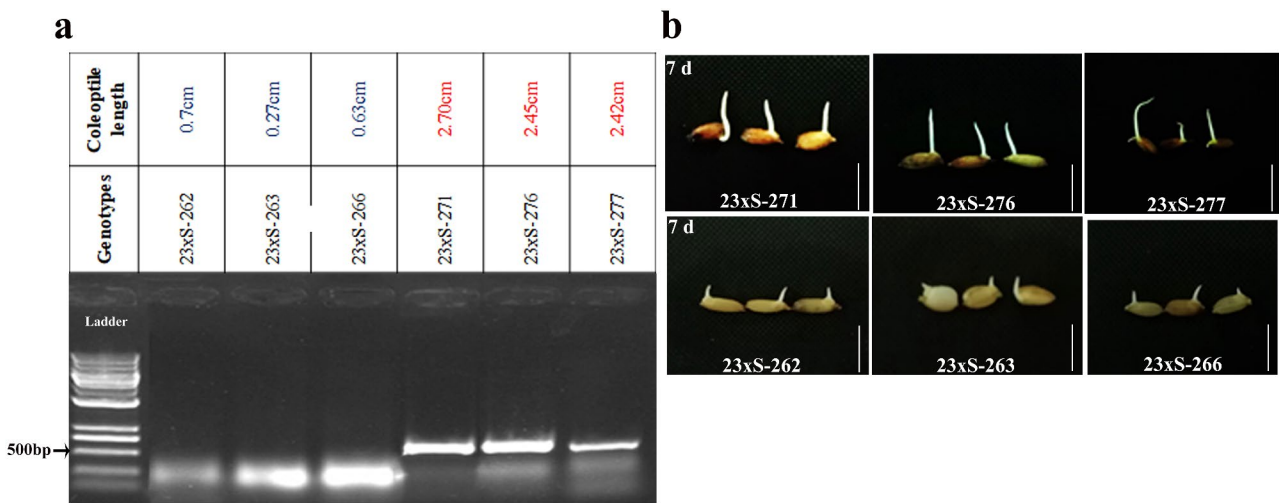 a
b
Coleoptile length
0.7cm
0.27cm
0.63cm
2.70cm
2.45cm
2.42cm
Genotypes
23xS-262
23xS-263
23xS-266
23xS-271
23xS-276
23xS-277
Ladder
500bp
7 d
23xS-271
23xS-276
23xS-277
7 d
23xS-262
23xS-263
23xS-266